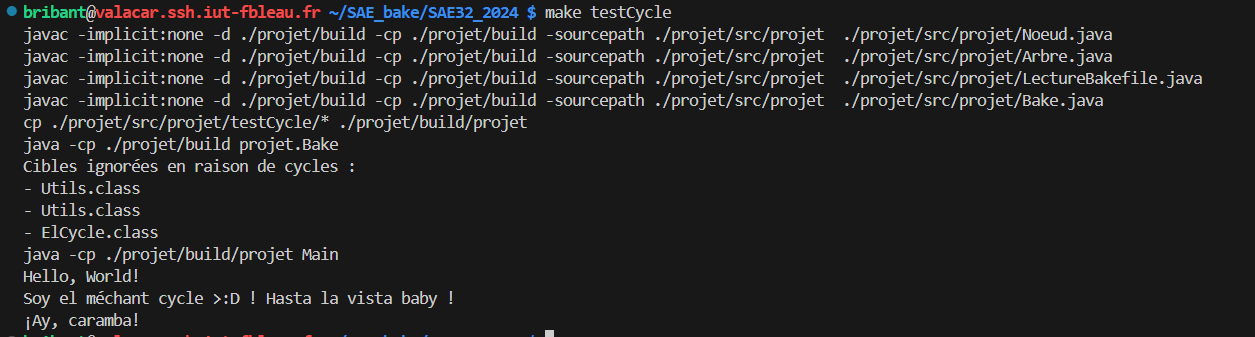 bribant@valacar.ssh.iut-fbleau.fr ~/SAE_bake/SAE32_2024 $ make testCycle
javac -implicit:none -d ./projet/build -cp ./projet/build -sourcepath ./projet/src/projet  ./projet/src/projet/Noeud.java
javac -implicit:none -d ./projet/build -cp ./projet/build -sourcepath ./projet/src/projet  ./projet/src/projet/Arbre.java
javac -implicit:none -d ./projet/build -cp ./projet/build -sourcepath ./projet/src/projet  ./projet/src/projet/LectureBakefile.java
javac -implicit:none -d ./projet/build -cp ./projet/build -sourcepath ./projet/src/projet  ./projet/src/projet/Bake.java
cp ./projet/src/projet/testCycle/* ./projet/build/projet
java -cp ./projet/build projet.Bake
Cibles ignorées en raison de cycles :
- Utils.class
- Utils.class
- ElCycle.class
java -cp ./projet/build/projet Main
Hello, World!
Soy el méchant cycle >:D ! Hasta la vista baby !
¡Ay, caramba!